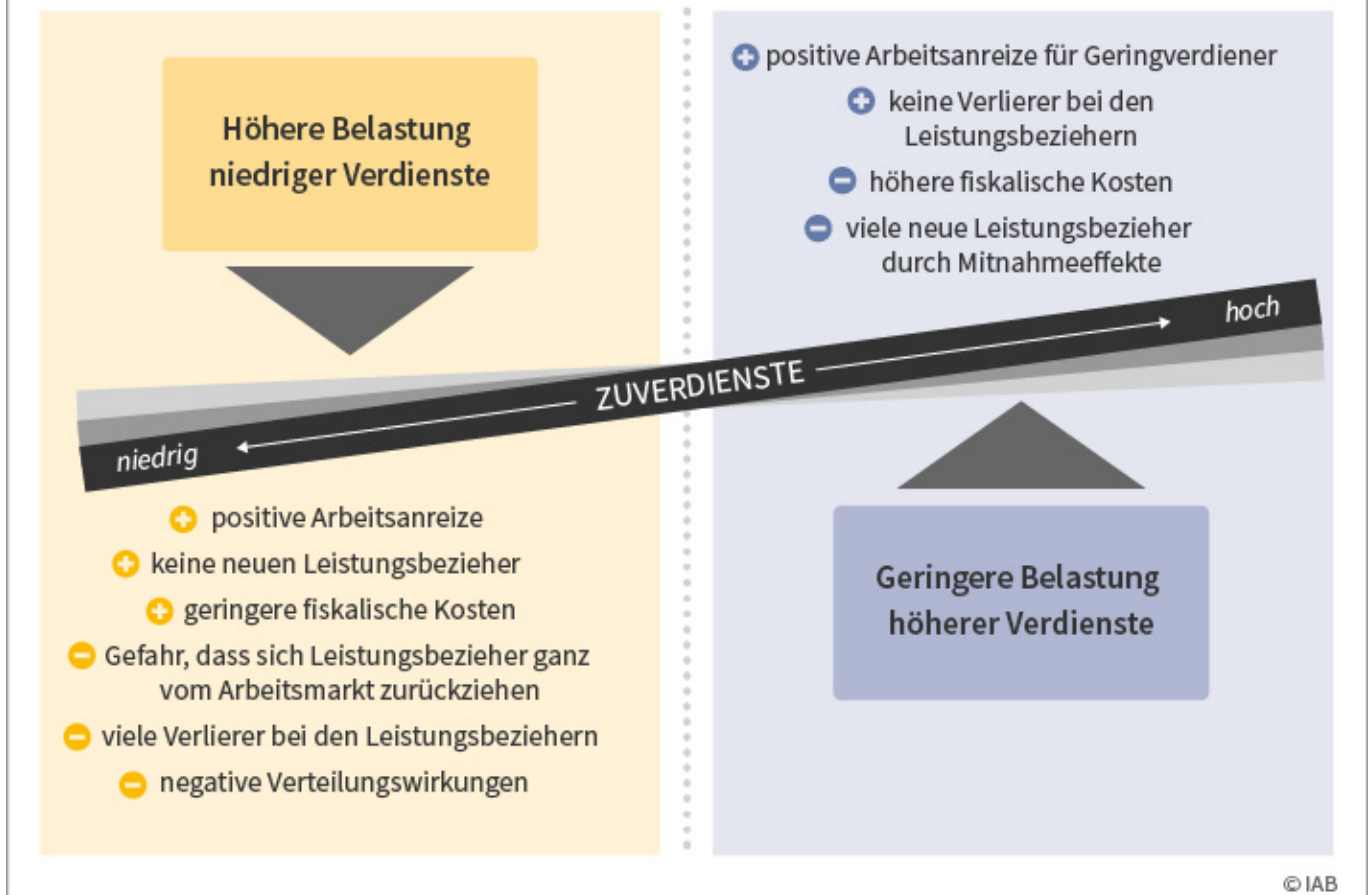 Höhere Belastung
niedriger Verdienste
niedrig
ZUVERDIENSTE
hoch
positive Arbeitsanreize
keine neuen Leistungsbezieher
geringere fiskalische Kosten
Gefahr, dass sich Leistungsbezieher ganz
vom Arbeitsmarkt zurückziehen
viele Verlierer bei den Leistungsbeziehern
negative Verteilungswirkungen
positive Arbeitsanreize für Geringverdiener
keine Verlierer bei den
Leistungsbeziehern
höhere fiskalische Kosten
viele neue Leistungsbezieher
durch Mitnahmeeffekte
Geringere Belastung
höherer Verdienste
© IAB